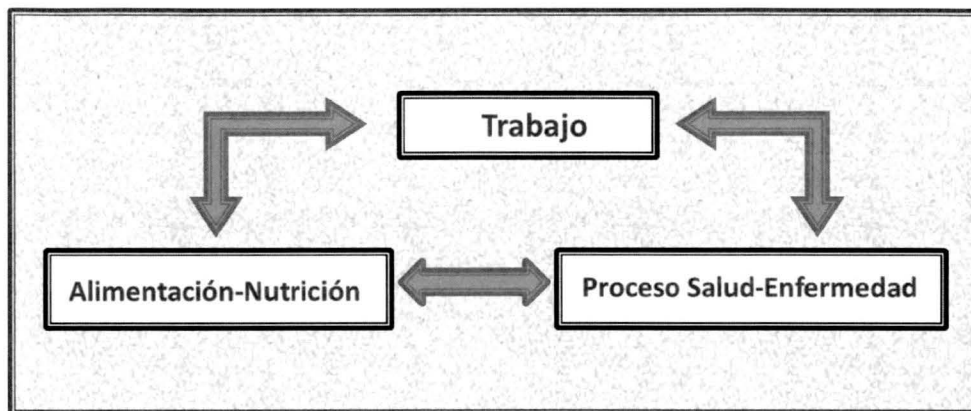 Trabajo
Alimentación-Nutrición
Proceso Salud-Enfermedad